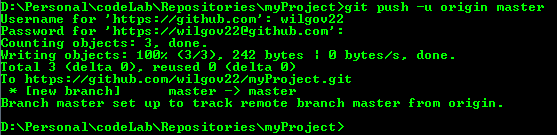 D:\Personal\codeLab\Repositories\myProject>git push -u origin master
Username for 'https://github.com': wilgov22
Password for 'https://wilgov22@github.com':
Counting objects: 3, done.
Writing objects: 100% (3/3), 242 bytes | 0 bytes/s, done.
Total 3 (delta 0), reused 0 (delta 0)
To https://github.com/wilgov22/myProject.git
 * [new branch]      master -> master
Branch master set up to track remote branch master from origin.
D:\Personal\codeLab\Repositories\myProject>